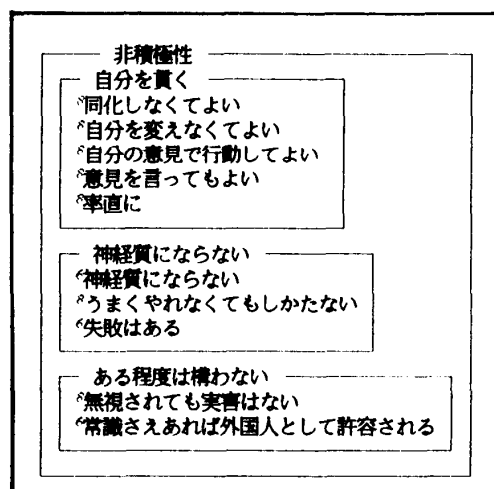 非積極性
自分を貫く
同化しなくてよい
自分を変えなくてよい
自分の意見で行動してよい
意見を言ってもよい
率直に
神経質にならない
神経質にならない
うまくやれなくてもしかたない
失敗はある
ある程度は構わない
無視されても実害はない
常識さえあれば外国人として許容される